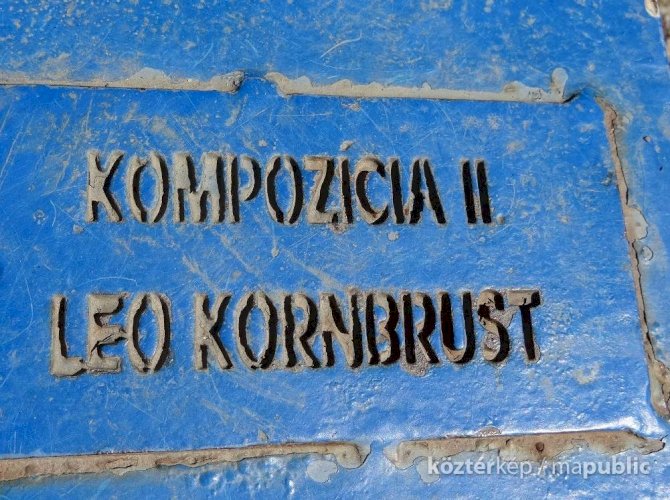 KOMPOZICIA II
LEO KORNBRUST
köztérkép / mapublic